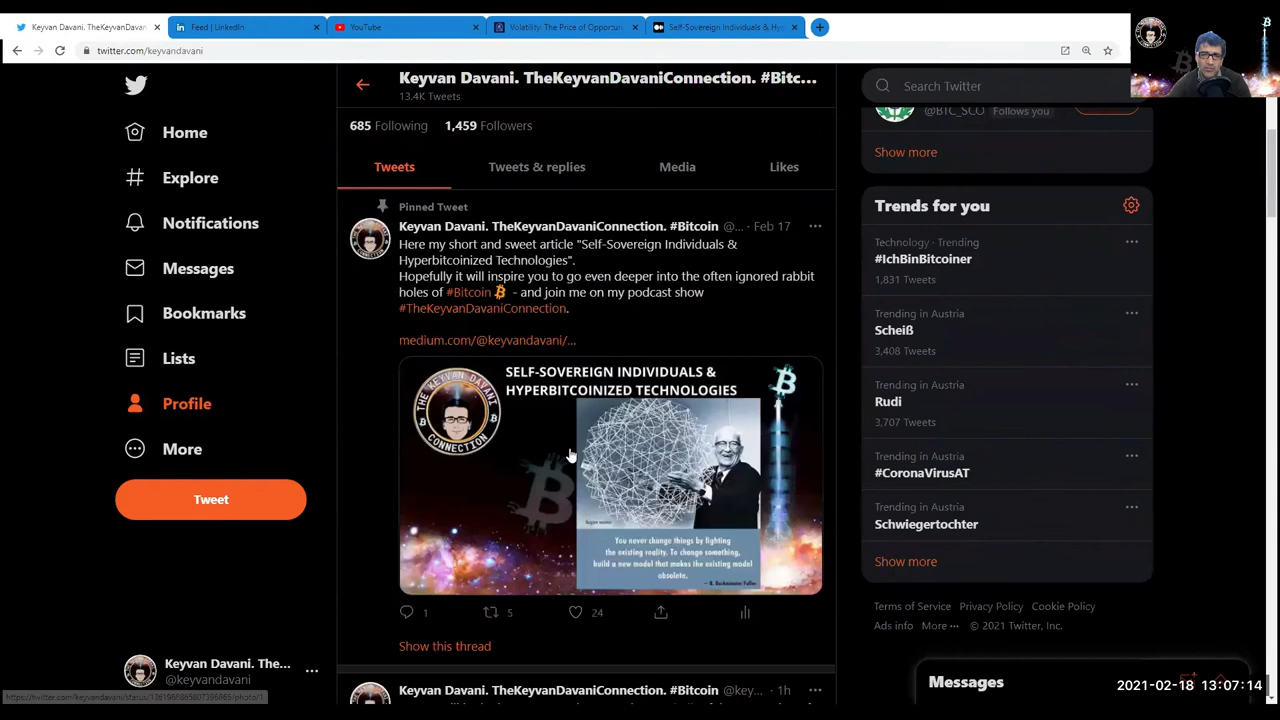 Keyvan Davani. TheKeyvanDavani
Feed | LinkedIn
YouTube
Volatility: The Price of Opportun
Self-Sovereign Individuals & Hy
twitter.com/keyvandavani
Home
Explore
Notifications
Messages
Bookmarks
Lists
Profile
More
Tweet
Keyvan Davani. The...
@keyvandavani
Keyvan Davani. TheKeyvanDavaniConnection. #Bitc...
13.4K Tweets
685 Following 1,459 Followers
Tweets
Tweets & replies
Media
Likes
Pinned Tweet
Keyvan Davani. TheKeyvanDavaniConnection. #Bitcoin @... · Feb 17
Here my short and sweet article "Self-Sovereign Individuals &
Hyperbitcoinized Technologies".
Hopefully it will inspire you to go even deeper into the often ignored rabbit
holes of #Bitcoin - and join me on my podcast show
#TheKeyvanDavaniConnection.
medium.com/@keyvandavani/...
SELF-SOVEREIGN INDIVIDUALS &
HYPERBITCOINIZED TECHNOLOGIES
THE KEYVAN DAVANI
CONNECTION
You never change things by fighting
the existing reality. To change something,
build a new model that makes the existing model
obsolete.
— R. Buckminster Fuller
1
5
24
Show this thread
Keyvan Davani. TheKeyvanDavaniConnection. #Bitcoin @key... · 1h
Search Twitter
@BTC_SCO Follows you
Show more
Trends for you
Technology · Trending
#IchBinBitcoiner
1,831 Tweets
Trending in Austria
Scheiß
3,408 Tweets
Trending in Austria
Rudi
3,707 Tweets
Trending in Austria
#CoronaVirusAT
Trending in Austria
Schwiegertochter
Show more
Terms of Service Privacy Policy Cookie Policy
Ads info More ··· © 2021 Twitter, Inc.
Messages
2021-02-18 13:07:14